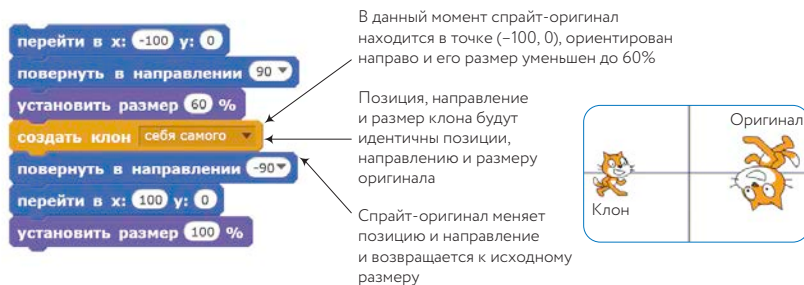 перейти в x: -100 y: 0
повернуть в направлении 90
установить размер 60 %
создать клон себя самого
повернуть в направлении -90
перейти в x: 100 y: 0
установить размер 100 %
В данный момент спрайт-оригинал
находится в точке (–100, 0), ориентирован
направо и его размер уменьшен до 60%
Позиция, направление
и размер клона будут
идентичны позиции,
направлению и размеру
оригинала
Спрайт-оригинал меняет
позицию и направление
и возвращается к исходному
размеру
Оригинал
Клон